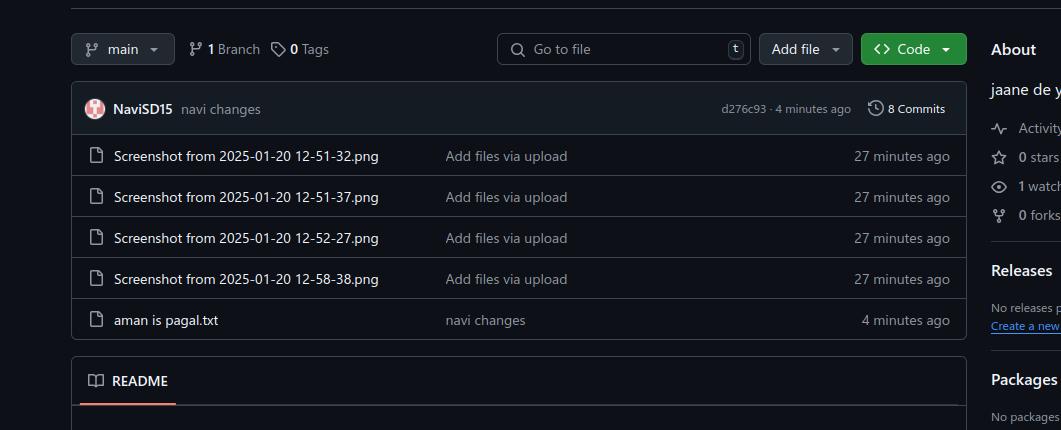 main
1 Branch
0 Tags
Go to file
t
Add file
Code
NaviSD15 navi changes
d276c93 · 4 minutes ago
8 Commits
Screenshot from 2025-01-20 12-51-32.png Add files via upload 27 minutes ago
Screenshot from 2025-01-20 12-51-37.png Add files via upload 27 minutes ago
Screenshot from 2025-01-20 12-52-27.png Add files via upload 27 minutes ago
Screenshot from 2025-01-20 12-58-38.png Add files via upload 27 minutes ago
aman is pagal.txt navi changes 4 minutes ago
README
About
jaane de y
Activity
0 stars
1 watch
0 forks
Releases
No releases p
Create a new
Packages
No packages